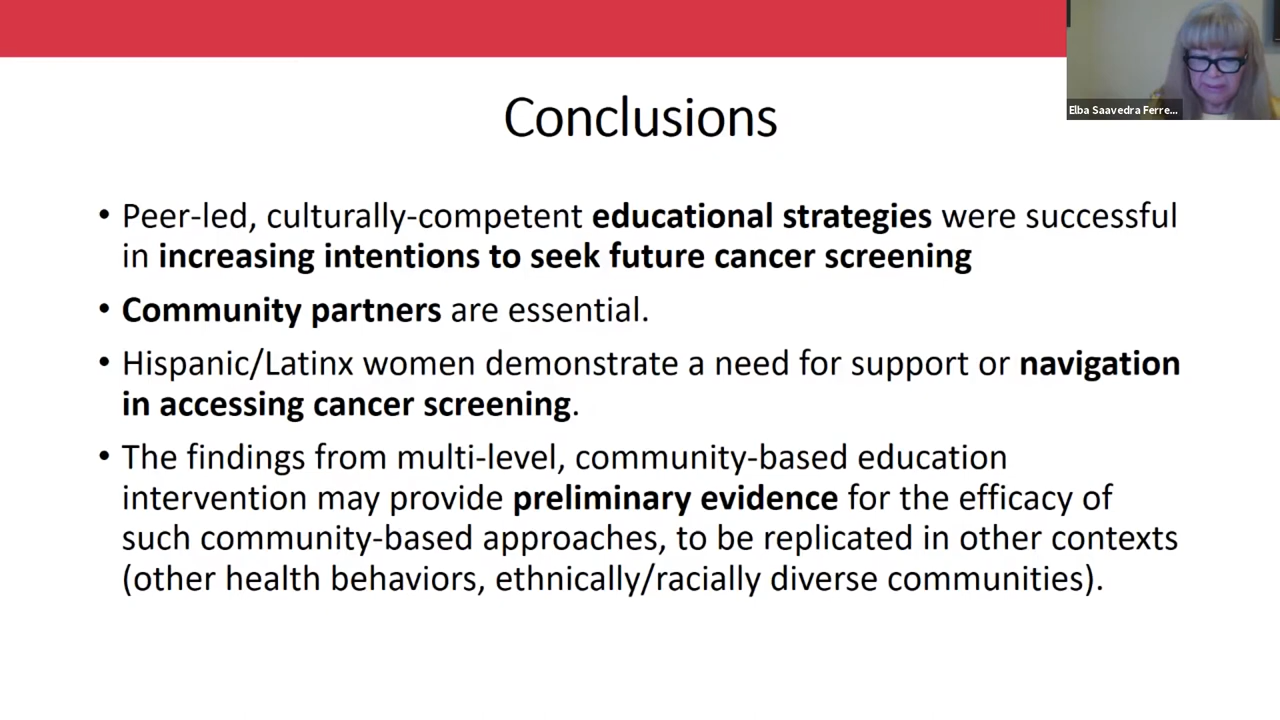 Elba Saavedra Ferre...
Conclusions
• Peer-led, culturally-competent educational strategies were successful
in increasing intentions to seek future cancer screening
• Community partners are essential.
• Hispanic/Latinx women demonstrate a need for support or navigation
in accessing cancer screening.
• The findings from multi-level, community-based education
intervention may provide preliminary evidence for the efficacy of
such community-based approaches, to be replicated in other contexts
(other health behaviors, ethnically/racially diverse communities).